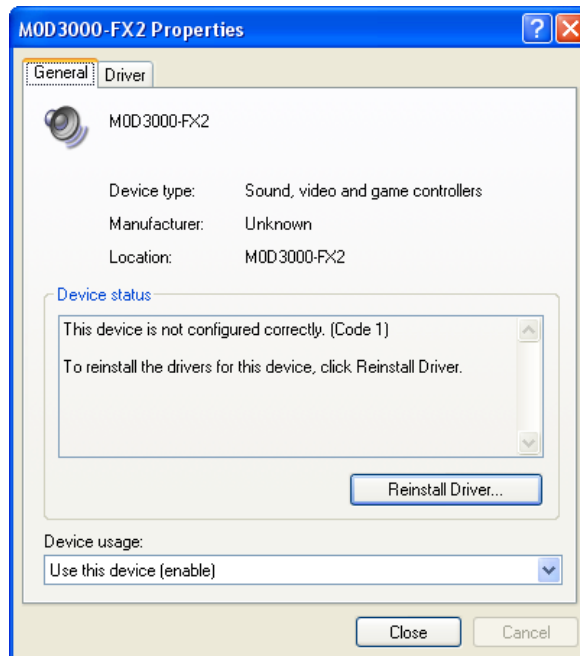 M0D3000-FX2 Properties
General
Driver
M0D3000-FX2
Device type: Sound, video and game controllers
Manufacturer: Unknown
Location: M0D3000-FX2
Device status
This device is not configured correctly. (Code 1)
To reinstall the drivers for this device, click Reinstall Driver.
Reinstall Driver...
Device usage:
Use this device (enable)
Close
Cancel